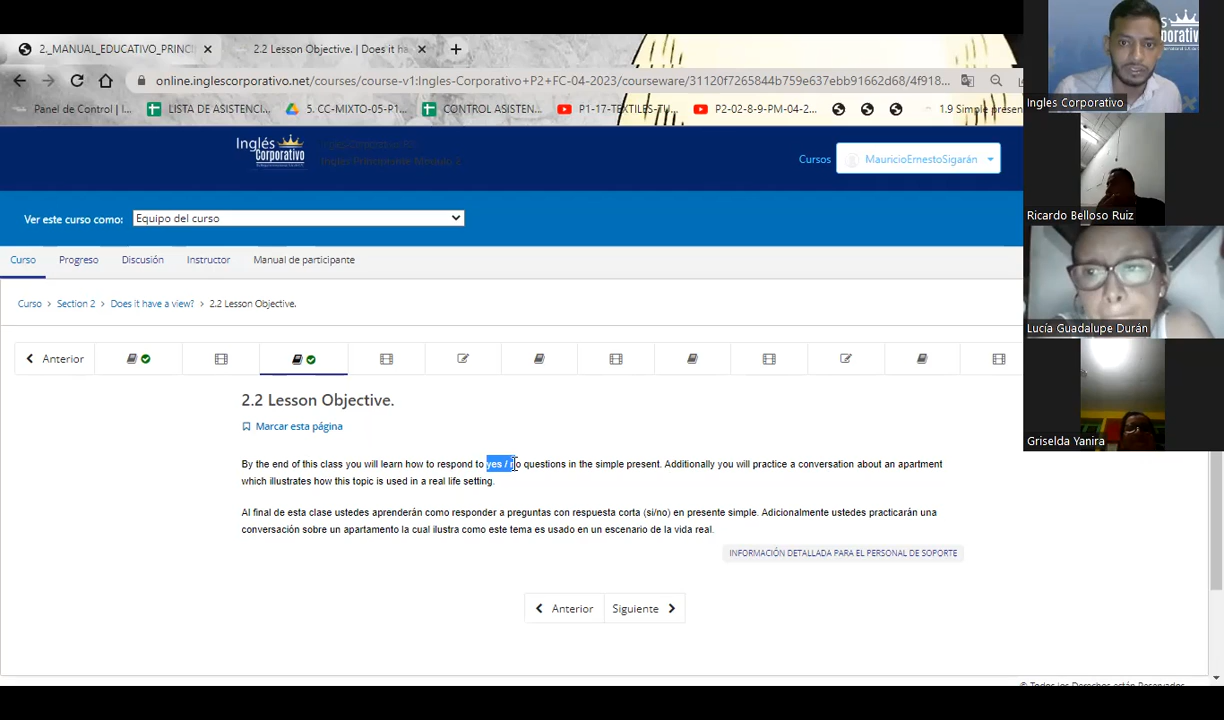 2._MANUAL_EDUCATIVO_PRINCI
2.2 Lesson Objective. | Does it ha
online.inglescorporativo.net/courses/course-v1:Ingles-Corporativo+P2+FC-04-2023/courseware/31120f7265844b759e637ebb91662d68/4f918...
Panel de Control | I...
LISTA DE ASISTENCI...
5. CC-MIXTO-05-P1...
CONTROL ASISTEN...
P1-17-TEXTILES-TU...
P2-02-8-9-PM-04-2...
1.9 Simple presen
Inglés
Corporativo
Cursos
MauricioErnestoSigarán
Ver este curso como:
Equipo del curso
Curso
Progreso
Discusión
Instructor
Manual de participante
Curso > Section 2 > Does it have a view? > 2.2 Lesson Objective.
Anterior
2.2 Lesson Objective.
Marcar esta página
By the end of this class you will learn how to respond to yes / no questions in the simple present. Additionally you will practice a conversation about an apartment
which illustrates how this topic is used in a real life setting.
Al final de esta clase ustedes aprenderán como responder a preguntas con respuesta corta (si/no) en presente simple. Adicionalmente ustedes practicarán una
conversación sobre un apartamento la cual ilustra como este tema es usado en un escenario de la vida real.
INFORMACIÓN DETALLADA PARA EL PERSONAL DE SOPORTE
Anterior
Siguiente
© Todos los Derechos están Reservados
Ingles Corporativo
Ricardo Belloso Ruiz
Lucía Guadalupe Durán
Griselda Yanira